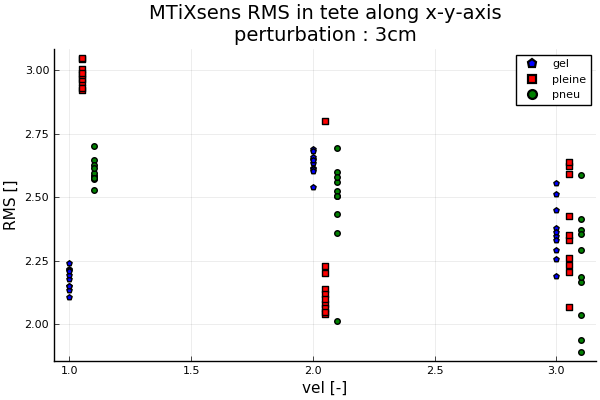 MTiXsens RMS in tete along x-y-axis
perturbation : 3cm
gel
pleine
pneu
3.00
2.75
2.50
2.25
2.00
RMS []
1.0
1.5
2.0
2.5
3.0
vel [-]